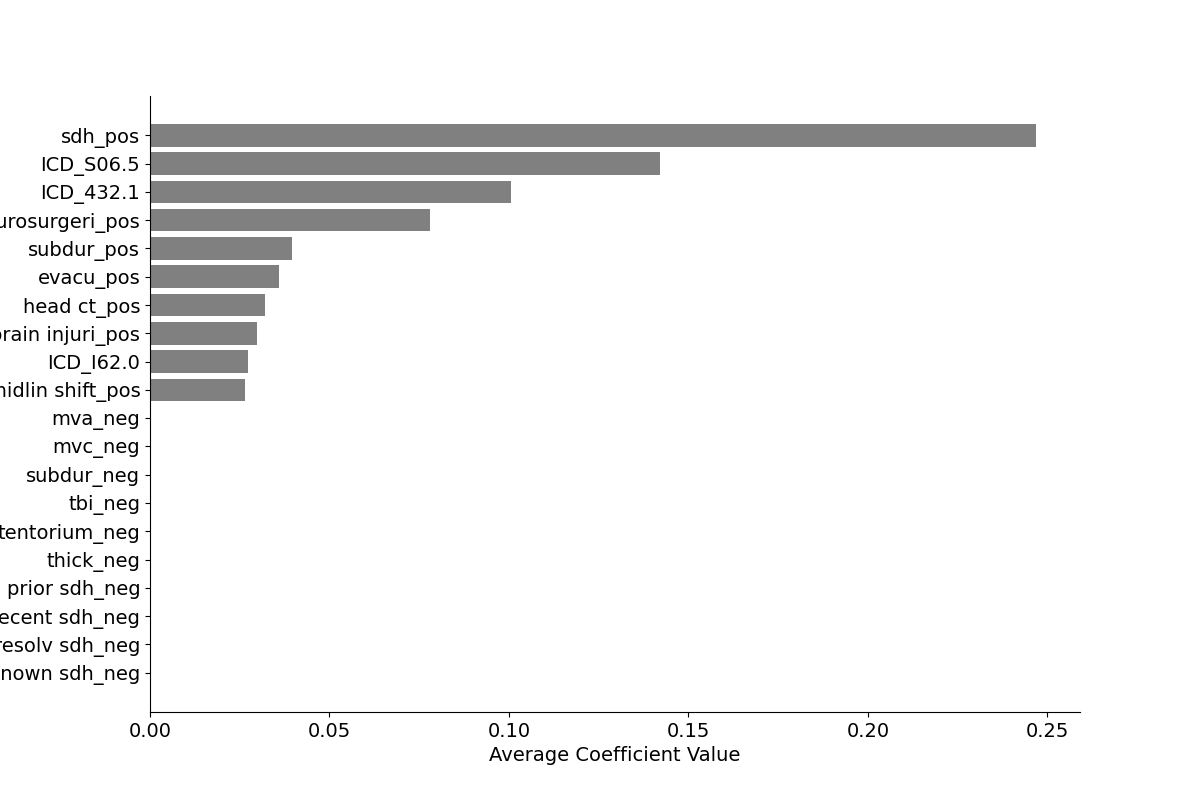 sdh_pos
ICD_S06.5
ICD_432.1
urosurgeri_pos
subdur_pos
evacu_pos
head ct_pos
rain injuri_pos
ICD_I62.0
idlin shift_pos
mva_neg
mvc_neg
subdur_neg
tbi_neg
tentorium_neg
thick_neg
prior sdh_neg
ecent sdh_neg
resolv sdh_neg
nown sdh_neg
0.00 0.05 0.10 0.15 0.20 0.25
Average Coefficient Value